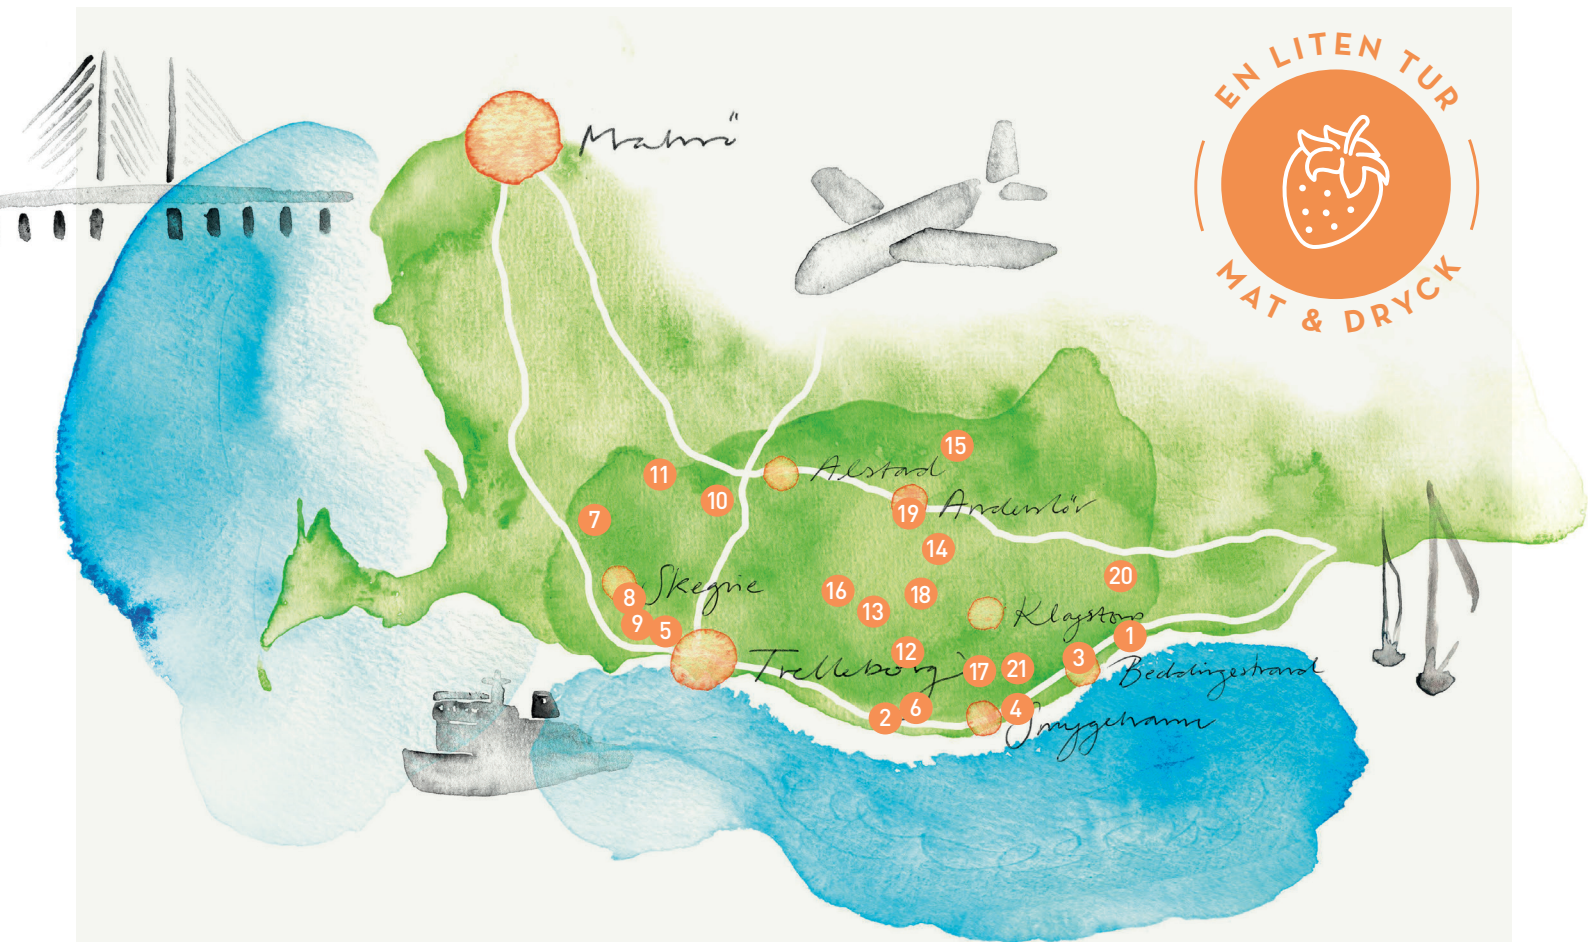 EN LITEN TUR
MAT & DRYCK
Malmö
15
Alstad
11
10
Anderslöv
19
7
14
20
Skegrie
16
18
8
13
Klagstorp
9
5
1
12
3
Trelleborg
17
21
Beddingestrand
6
4
2
Smygehamn